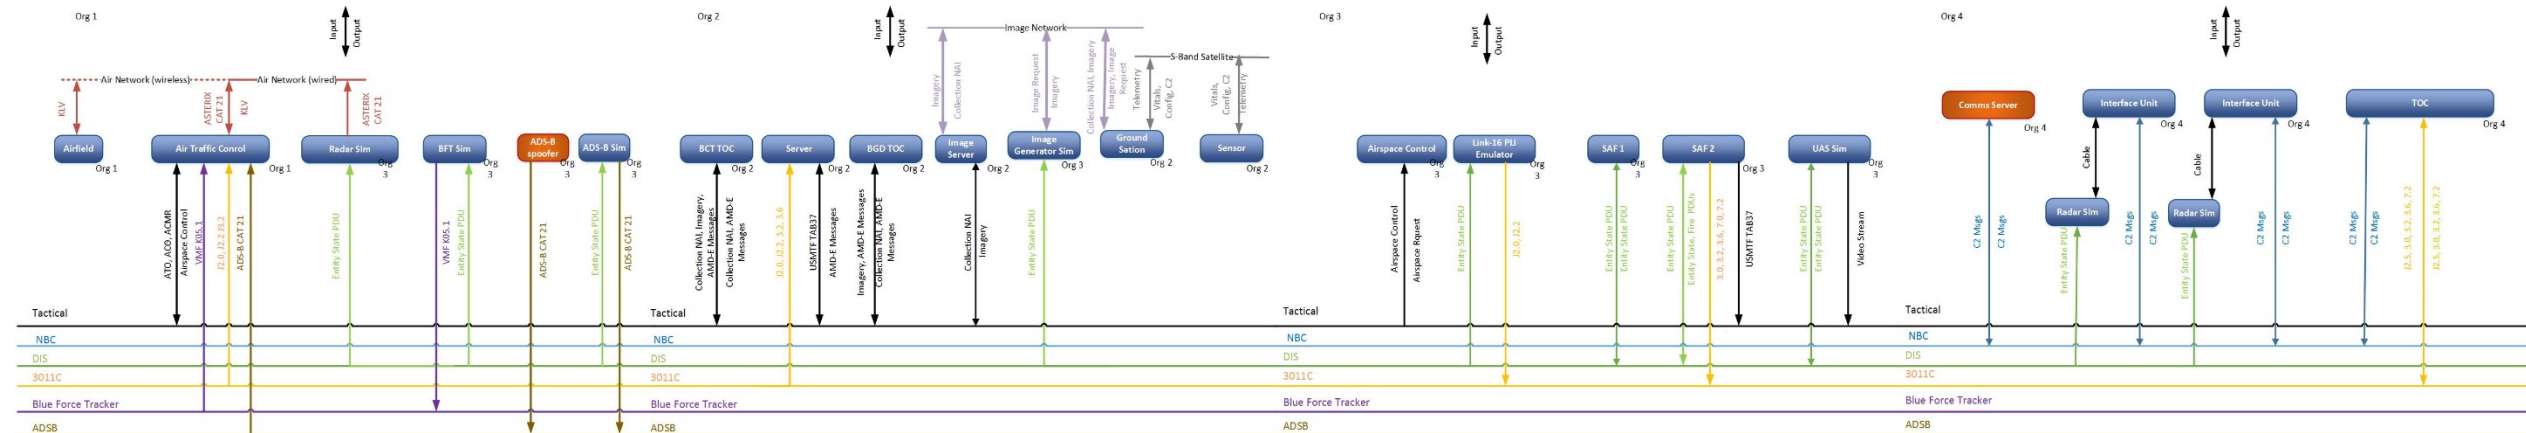 Org 1
Input
Output
Org 2
Input
Output
Image Network
Org 3
Input
Output
Org 4
Input
Output
Air Network (wireless)
Air Network (wired)
S-Band Satellite
KLV
ASTERIX
CAT 21
KLV
ASTERIX
CAT 21
Imagery
Collection NAI
Image Request
Imagery
Collection NAI, Imagery
Imagery, Image
Request
Telemetry
Vitals,
Config, C2
Vitals,
Config, C2
Telemetry
Airfield
Org 1
Air Traffic Conrol
Org 1
Radar Sim
Org
3
BFT Sim
Org
3
ADS-B
spoofer
Org
3
ADS-B Sim
Org
3
BCT TOC
Org 2
Server
Org 2
BGD TOC
Org 2
Image
Server
Org 2
Image
Generator Sim
Org 3
Ground
Sation
Org 2
Sensor
Org 2
Airspace Control
Org
3
Link-16 PLI
Emulator
Org
3
SAF 1
Org
3
SAF 2
Org 3
UAS Sim
Org
3
Comms Server
Org 4
Interface Unit
Org 4
Interface Unit
Org 4
TOC
Org 4
Cable
Radar Sim
Cable
Radar Sim
ATO, ACO, ACMR
Airspace Control
VMF K05.1
J2.0, J2.2 J3.2
ADS-B CAT 21
Entity State PDU
VMF K05.1
Entity State PDU
ADS-B CAT 21
Entity State PDU
ADS-B CAT 21
Collection NAI, Imagery,
AMD-E Messages
Collection NAI, AMD-E
Messages
J2.0, J2.2, 3.2, 3.6
USMTF TAB37
AMD-E Messages
Imagery, AMD-E Messages
Collection NAI, AMD-E
Messages
Collection NAI
Imagery
Entity State PDU
Airspace Control
Airspace Rquest
Entity State PDU
J2.0, J2.2
Entity State PDU
Entity State PDU
Entity State PDU
Entity State, Fire PDUs
3.0, 3.2, 3.6, 7.0, 7.2
USMTF TAB37
Entity State PDU
Entity State PDU
Video Stream
C2 Msgs
C2 Msgs
Entity State PDU
C2 Msgs
C2 Msgs
Entity State PDU
C2 Msgs
C2 Msgs
C2 Msgs
C2 Msgs
J2.5, 3.0, 3.2, 3.6, 7.2
J2.5, 3.0, 3.2, 3.6, 7.2
Tactical
NBC
DIS
3011C
Blue Force Tracker
ADSB
Tactical
NBC
DIS
3011C
Blue Force Tracker
ADSB
Tactical
NBC
DIS
3011C
Blue Force Tracker
ADSB
Tactical
NBC
DIS
3011C
Blue Force Tracker
ADSB